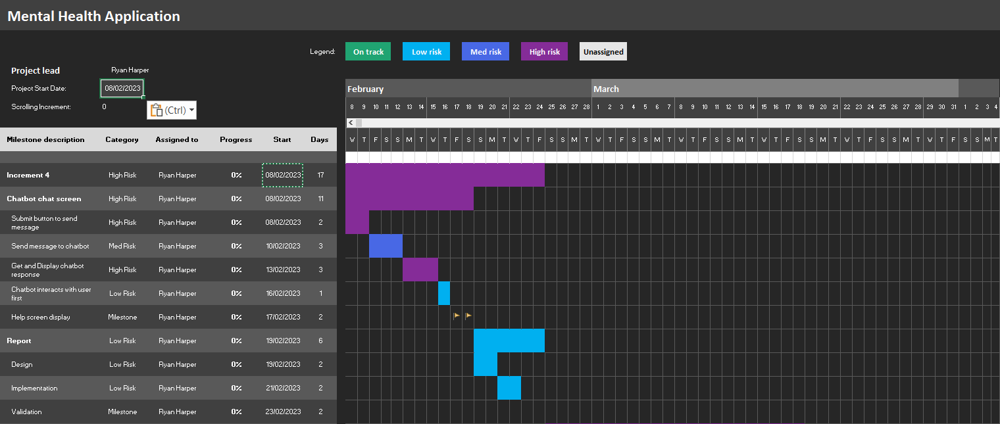 Mental Health Application
Legend: On track Low risk Med risk High risk Unassigned
Project lead Ryan Harper
Project Start Date: 08/02/2023
Scrolling Increment: 0
(Ctrl)
February March
8 9 10 11 12 13 14 15 16 17 18 19 20 21 22 23 24 25 26 27 28 1 2 3 4 5 6 7 8 9 10 11 12 13 14 15 16 17 18 19 20 21 22 23 24 25 26 27 28 29 30 31 1 2 3 4
Milestone description Category Assigned to Progress Start Days
W T F S S M T W T F S S M T W T F S S M T W T F S S M T W T F S S M T W T F S S M T W T F S S M T W T F S S M T
Increment 4 High Risk Ryan Harper 0% 08/02/2023 17
Chatbot chat screen High Risk Ryan Harper 0% 08/02/2023 11
Submit button to send
message High Risk Ryan Harper 0% 08/02/2023 2
Send message to chatbot Med Risk Ryan Harper 0% 10/02/2023 3
Get and Display chatbot
response High Risk Ryan Harper 0% 13/02/2023 3
Chatbot interacts with user
first Low Risk Ryan Harper 0% 16/02/2023 1
Help screen display Milestone Ryan Harper 0% 17/02/2023 2
Report Low Risk Ryan Harper 0% 19/02/2023 6
Design Low Risk Ryan Harper 0% 19/02/2023 2
Implementation Low Risk Ryan Harper 0% 21/02/2023 2
Validation Milestone Ryan Harper 0% 23/02/2023 2